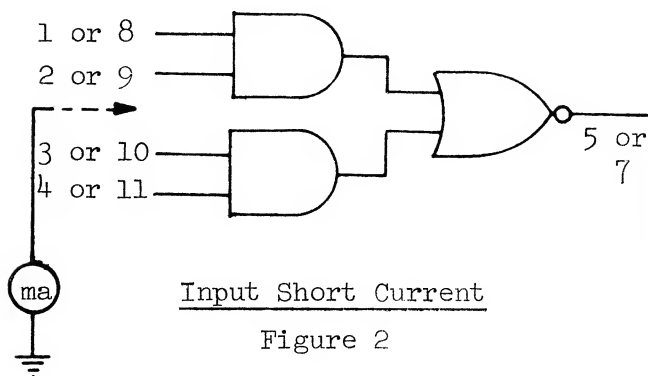 1 or 8
2 or 9
3 or 10
4 or 11
5 or
7
ma
Input Short Current
Figure 2